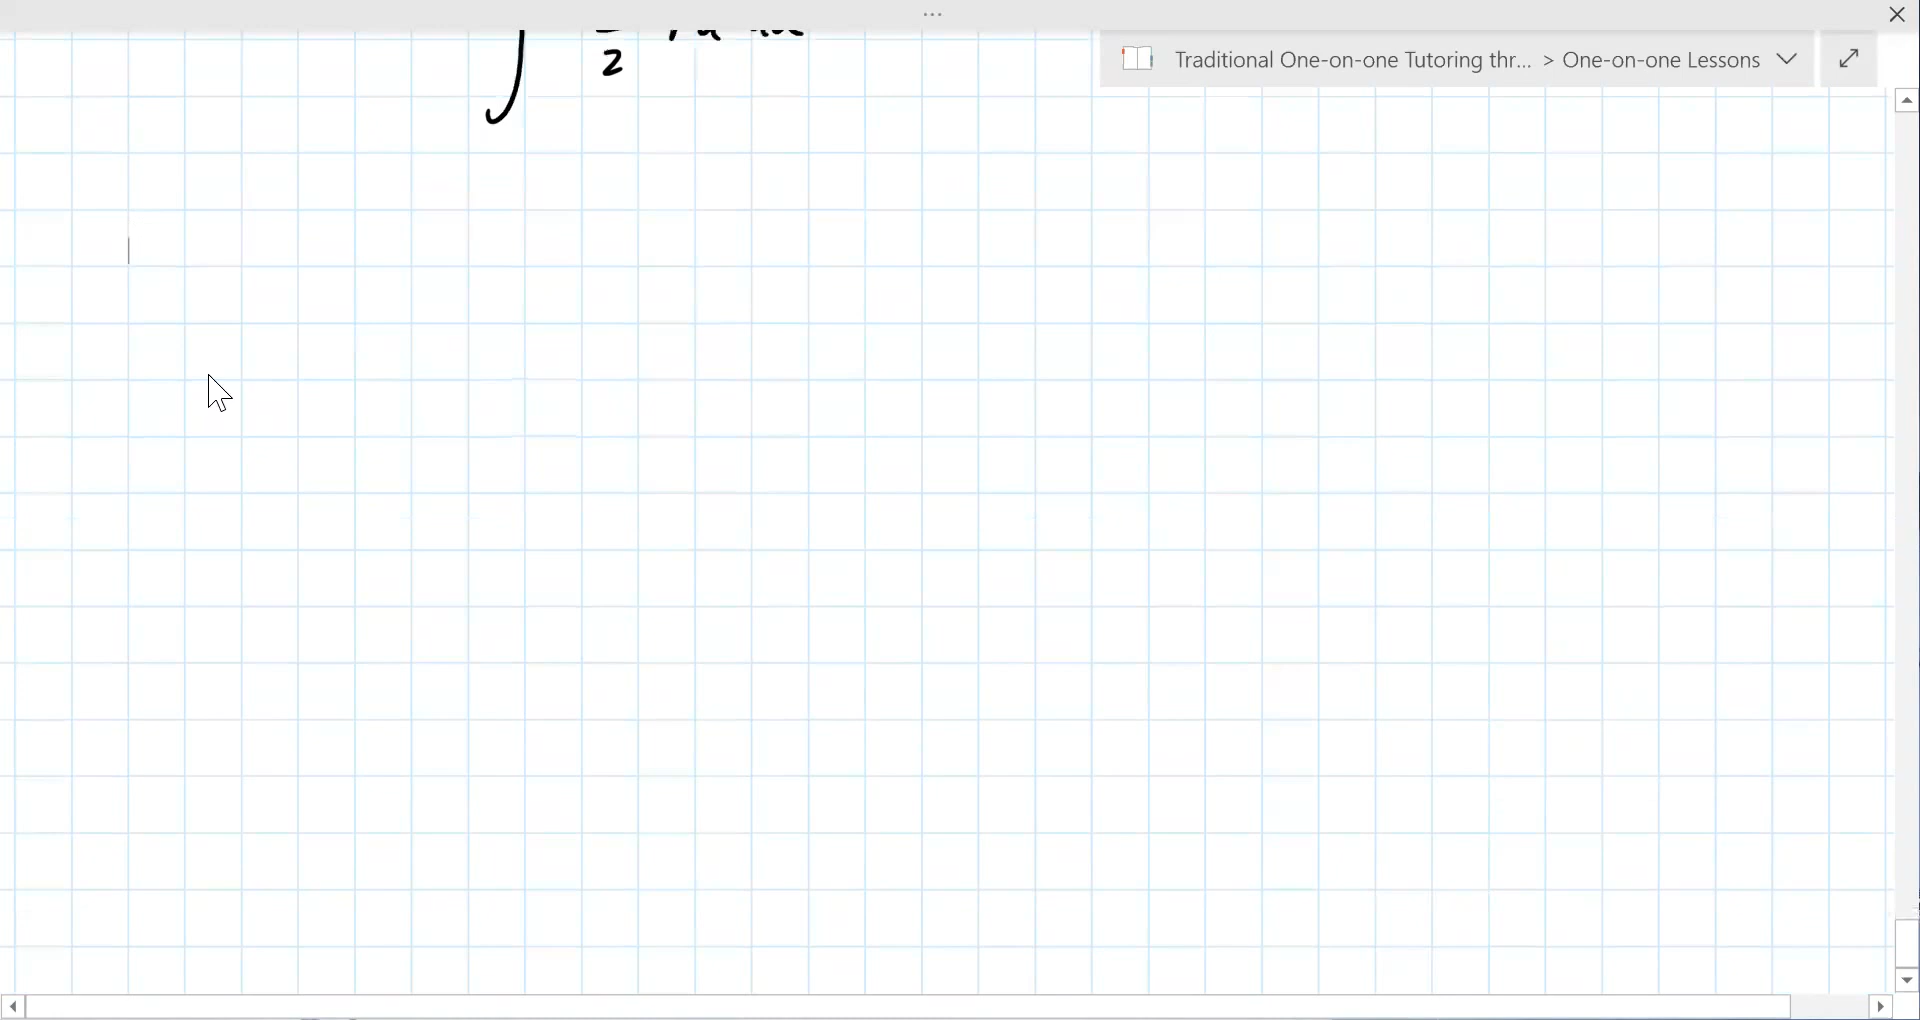 Traditional One-on-one Tutoring thr... > One-on-one Lessons
∫ 2